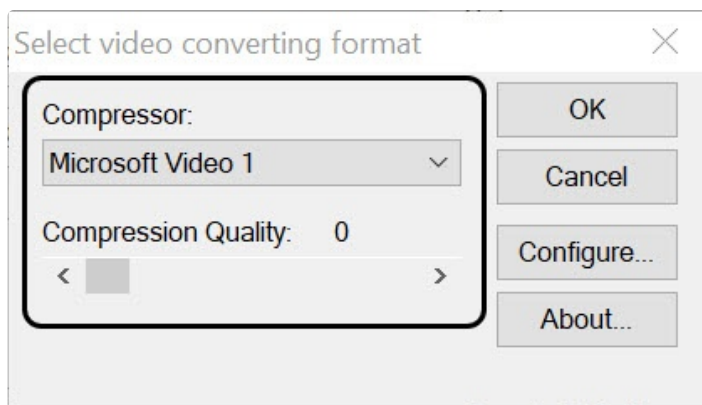 Select video converting format
Compressor:
Microsoft Video 1
Compression Quality: 0
OK
Cancel
Configure...
About...